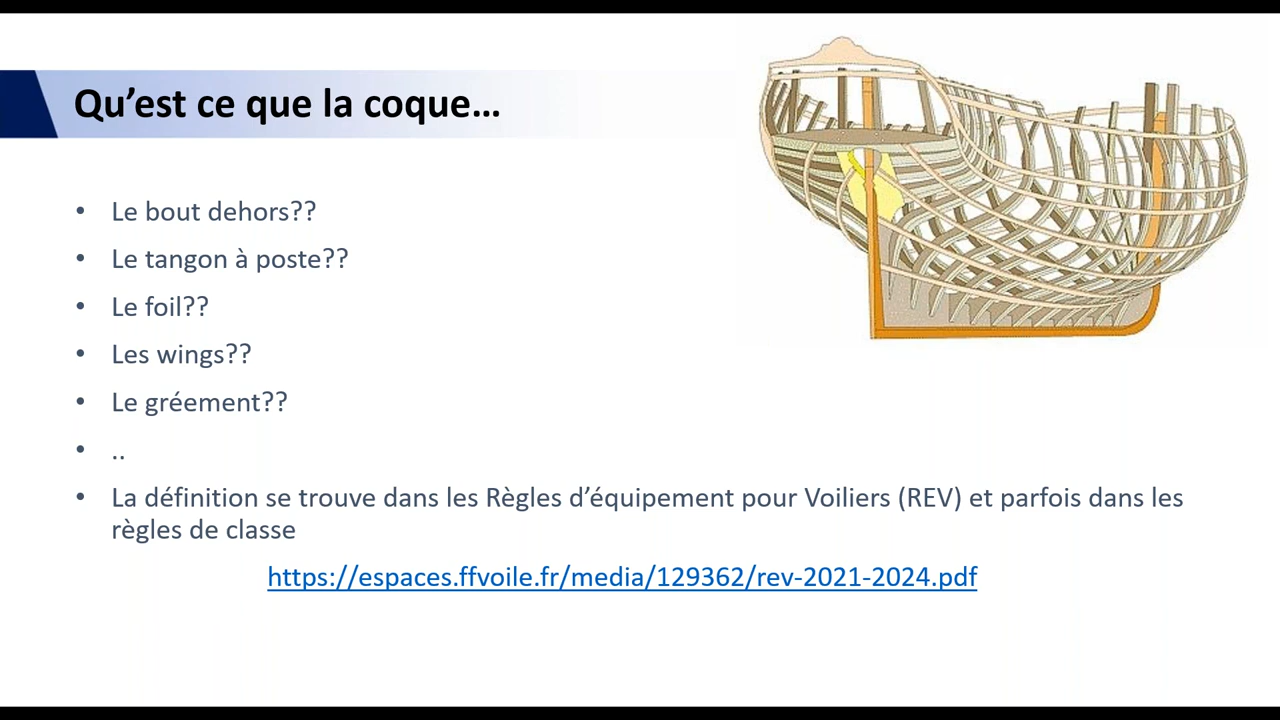 Qu’est ce que la coque…
• Le bout dehors??
• Le tangon à poste??
• Le foil??
• Les wings??
• Le gréement??
• ..
• La définition se trouve dans les Règles d’équipement pour Voiliers (REV) et parfois dans les
règles de classe
https://espaces.ffvoile.fr/media/129362/rev-2021-2024.pdf